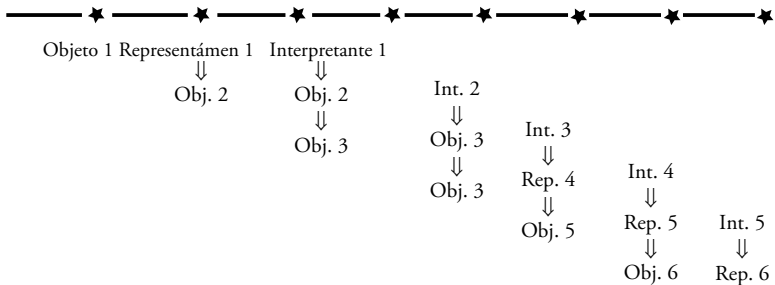 Objeto 1 Representámen 1 Interpretante 1
⇓ ⇓
Obj. 2 Obj. 2 Int. 2
⇓ ⇓
Obj. 3 Obj. 3 Int. 3
⇓ ⇓
Obj. 3 Rep. 4 Int. 4
⇓ ⇓
Obj. 5 Rep. 5 Int. 5
⇓ ⇓
Obj. 6 Rep. 6